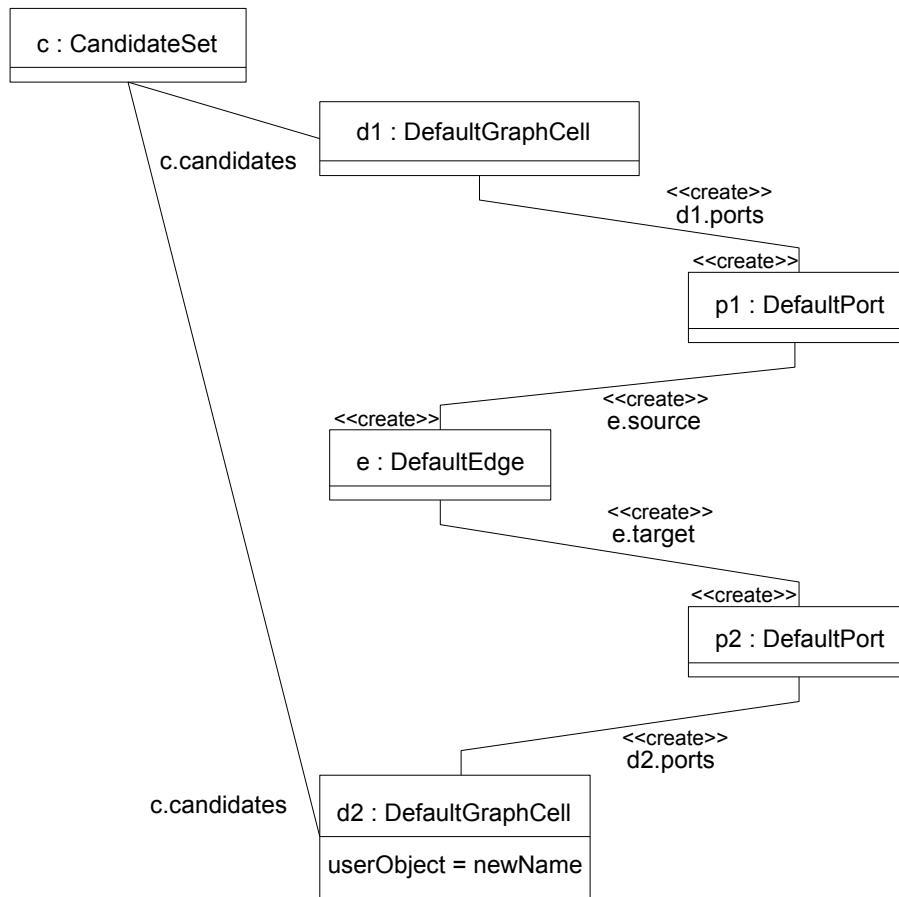 c : CandidateSet
d1 : DefaultGraphCell
c.candidates
<<create>>
d1.ports
<<create>>
p1 : DefaultPort
<<create>>
e.source
<<create>>
e : DefaultEdge
<<create>>
e.target
<<create>>
p2 : DefaultPort
<<create>>
d2.ports
c.candidates
d2 : DefaultGraphCell
userObject = newName